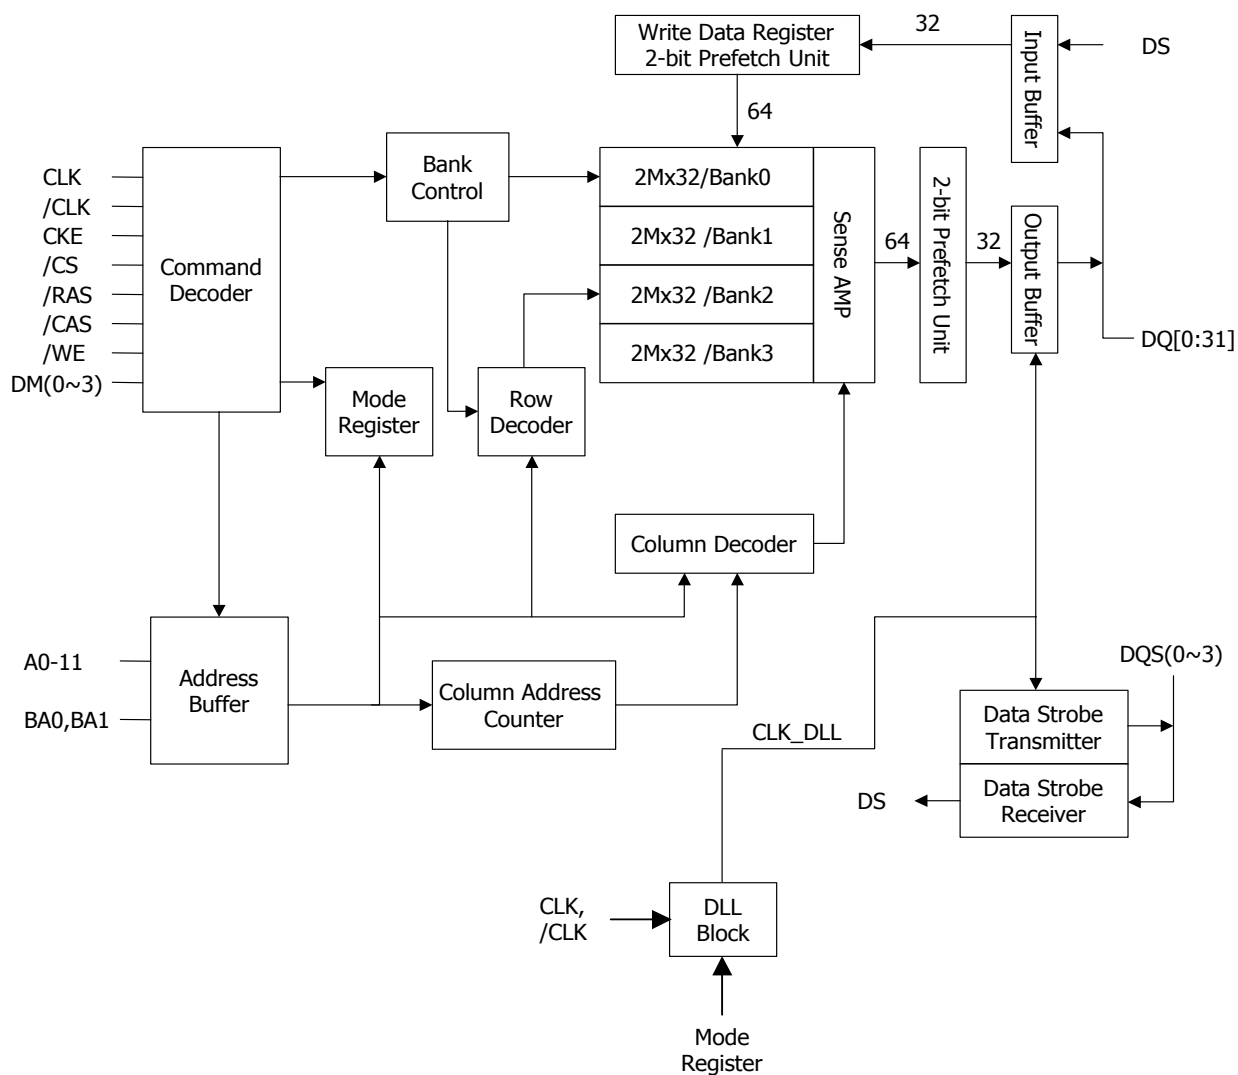 Write Data Register
2-bit Prefetch Unit
32
Input Buffer
DS
64
CLK
/CLK
CKE
/CS
/RAS
/CAS
/WE
DM(0~3)
Command
Decoder
Bank
Control
2Mx32/Bank0
2Mx32 /Bank1
2Mx32 /Bank2
2Mx32 /Bank3
Sense AMP
64
2-bit Prefetch Unit
32
Output Buffer
DQ[0:31]
Mode
Register
Row
Decoder
Column Decoder
A0-11
BA0,BA1
Address
Buffer
Column Address
Counter
CLK_DLL
DQS(0~3)
Data Strobe
Transmitter
Data Strobe
Receiver
DS
CLK,
/CLK
DLL
Block
Mode
Register